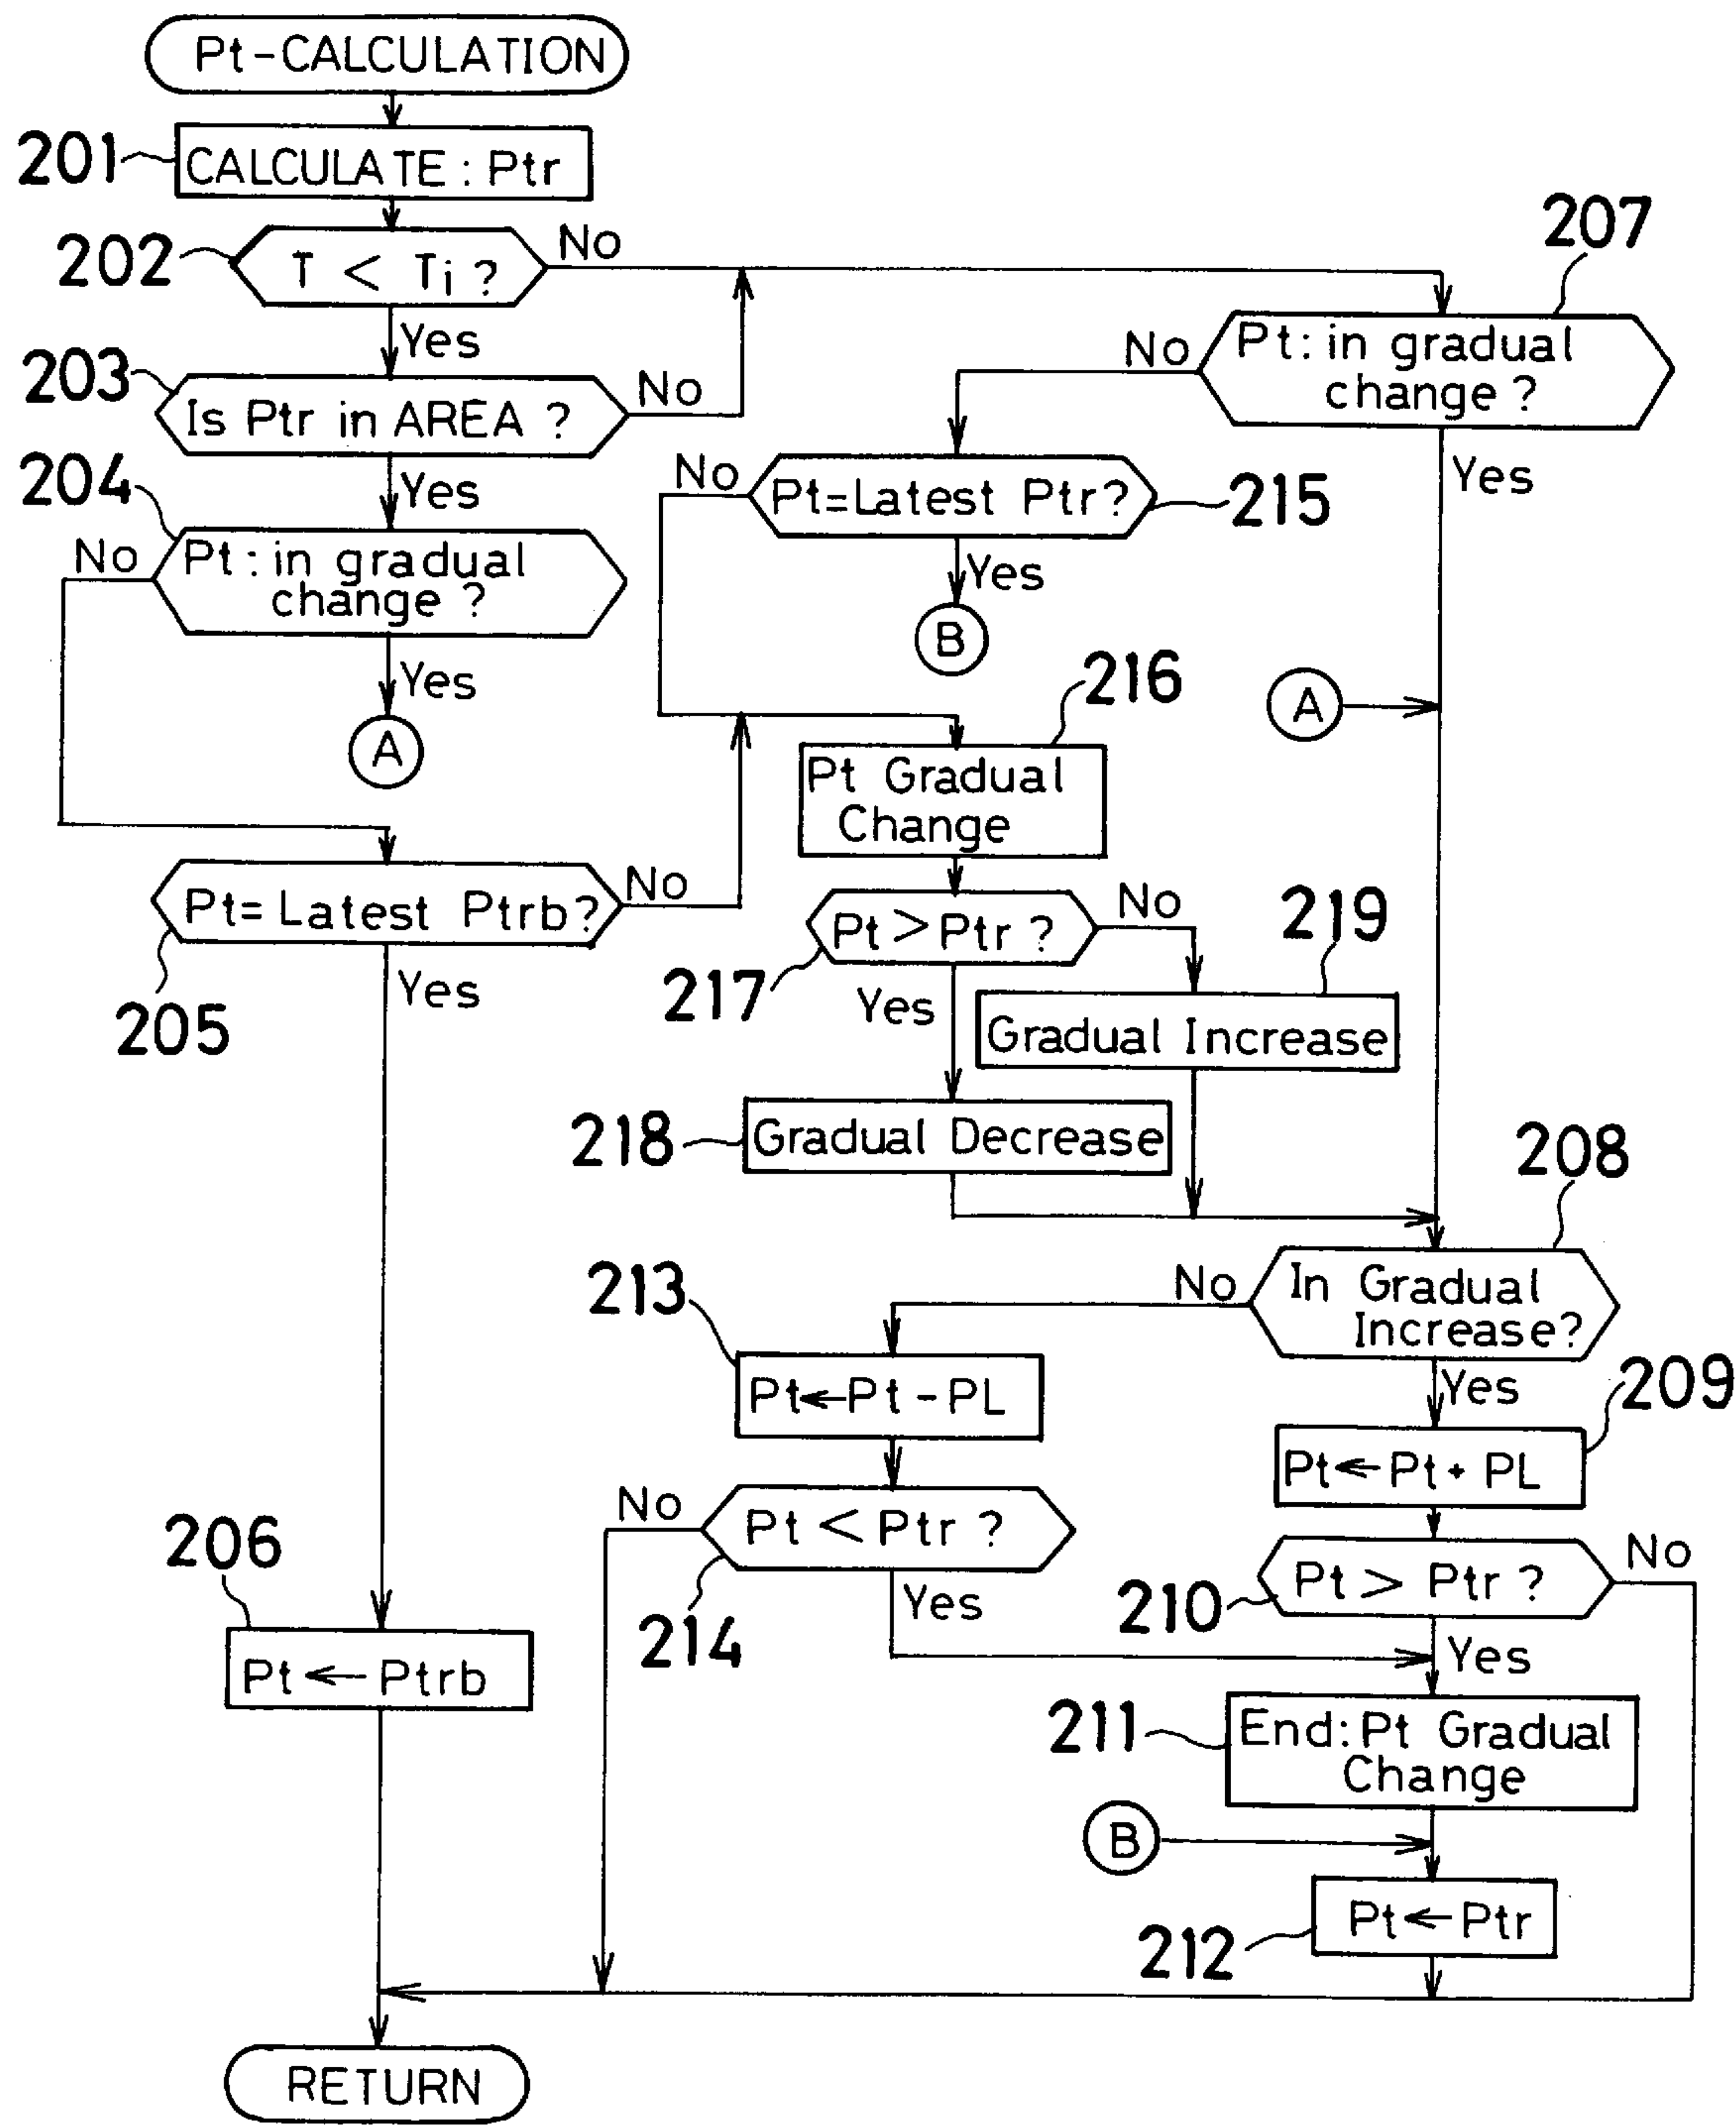 Pt-CALCULATION
201
CALCULATE : Ptr
202
T < Ti ?
No
Yes
203
Is Ptr in AREA ?
No
Yes
204
Pt : in gradual
change ?
No
Yes
A
Pt = Latest Ptrb?
No
205
Yes
206
Pt ← Ptrb
RETURN
207
Pt : in gradual
change ?
No
Yes
Pt = Latest Ptr?
215
No
Yes
B
216
Pt Gradual
Change
A
Pt > Ptr ?
No
217
Yes
219
Gradual Increase
218
Gradual Decrease
208
In Gradual
Increase?
No
Yes
213
Pt ← Pt - PL
209
Pt ← Pt + PL
Pt < Ptr ?
No
214
Yes
Pt > Ptr ?
No
210
Yes
211
End : Pt Gradual
Change
B
212
Pt ← Ptr